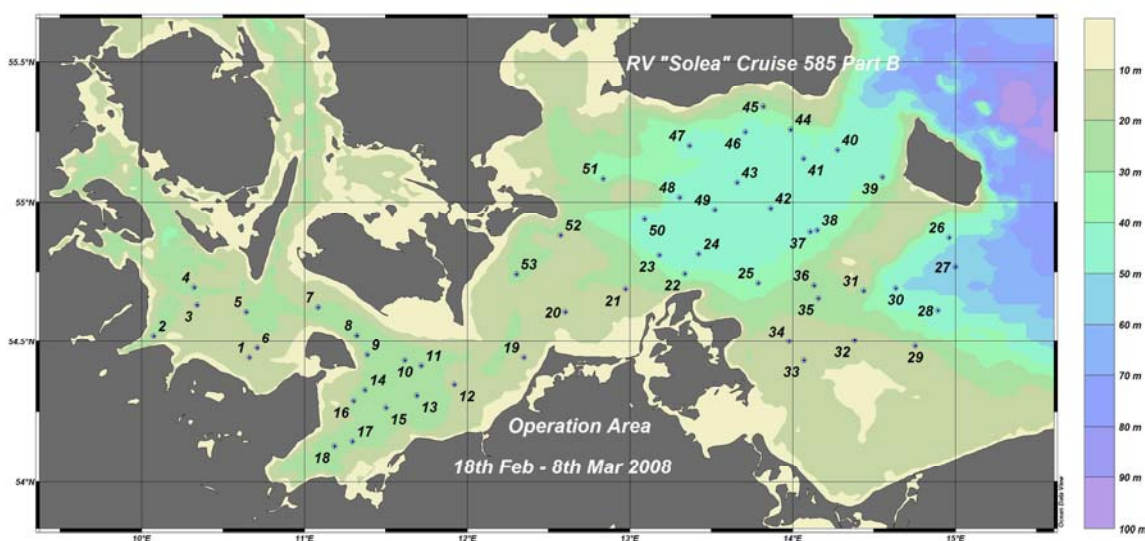 RV "Solea" Cruise 585 Part B
55.5°N
55°N
54.5°N
54°N
10°E
11°E
12°E
13°E
14°E
15°E
10 m
20 m
30 m
40 m
50 m
60 m
70 m
80 m
90 m
100 m
45
44
47
46
40
41
51
43
39
48
49
42
52
50
38
37
24
26
53
23
27
4
25
36
22
31
30
7
5
3
21
35
28
20
2
8
34
6
1
9
19
32
29
11
10
33
14
12
16
15
13
17
18
Operation Area
18th Feb - 8th Mar 2008
Ocean Data View